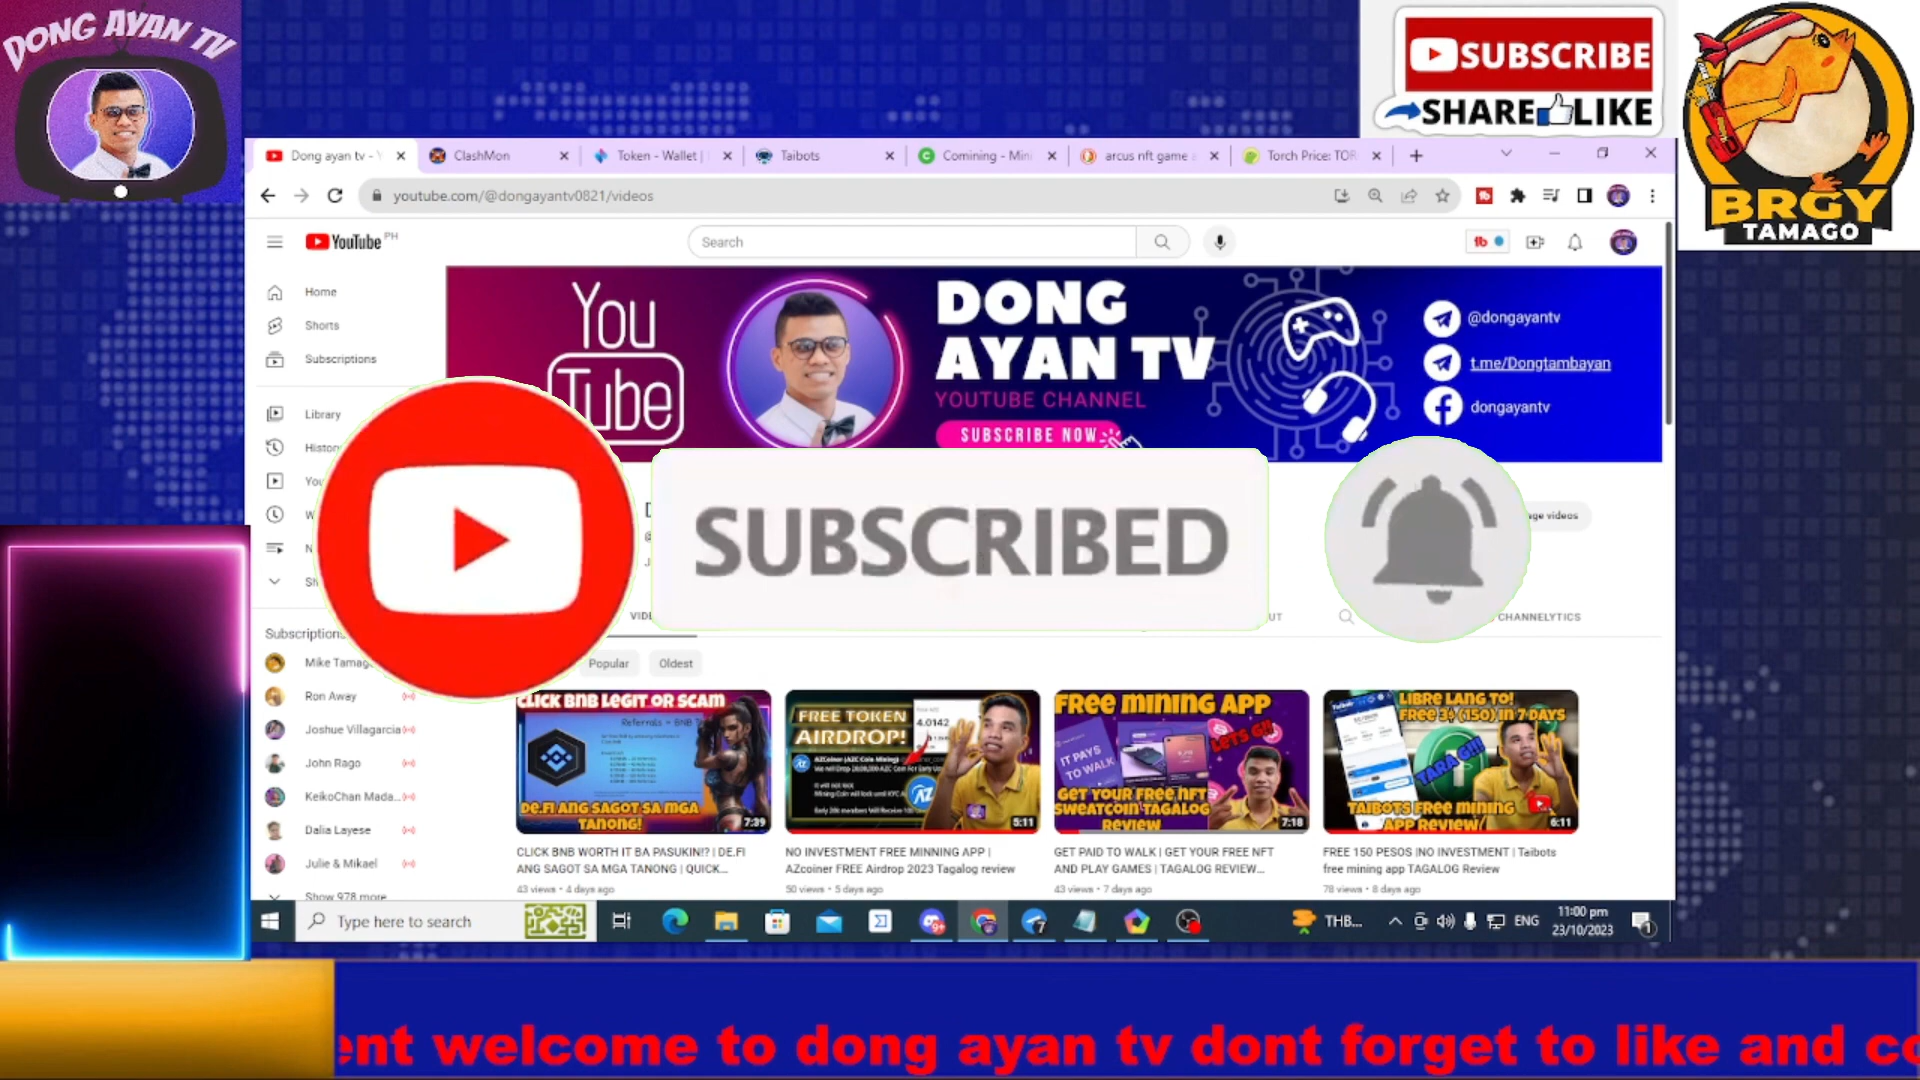 DONG AYAN TV
SUBSCRIBE
SHARE LIKE
BRGY
TAMAGO
Dong ayan tv -
ClashMon
Token - Wallet |
Taibots
Comining - Mini
arcus nft game
Torch Price: TOR
youtube.com/@dongayantv0821/videos
YouTube PH
Search
Home
Shorts
Subscriptions
Library
You
Tube
DONG
AYAN TV
YOUTUBE CHANNEL
SUBSCRIBE NOW
@dongayantv
t.me/Dongtambayan
dongayantv
SUBSCRIBED
videos
CHANNELYTICS
Popular
Oldest
Subscriptions
Mike
Ron Away
Joshue Villagarcia
John Rago
KeikoChan Mada...
Dalia Layese
Julie & Mikael
Show 978 more
CLICK BNB LEGIT OR SCAM
DE.FI ANG SAGOT SA MGA
TANONG!
7:39
FREE TOKEN
AIRDROP!
4.0142
AZCoiner (AZC Coin Mining)
5:11
FREE MINING APP
LETS G!!
IT PAYS
TO WALK
GET YOUR FREE NFT
SWEATCOIN TAGALOG
REVIEW
7:18
LIBRE LANG TO!
FREE 3$ (150) IN 7 DAYS
TARA G!!!
TAIBOTS FREE MINING
APP REVIEW
6:11
CLICK BNB WORTH IT BA PASUKIN!? | DE.FI
ANG SAGOT SA MGA TANONG | QUICK...
43 views • 4 days ago
NO INVESTMENT FREE MINNING APP |
AZcoiner FREE Airdrop 2023 Tagalog review
50 views • 5 days ago
GET PAID TO WALK | GET YOUR FREE NFT
AND PLAY GAMES | TAGALOG REVIEW...
43 views • 7 days ago
FREE 150 PESOS |NO INVESTMENT | Taibots
free mining app TAGALOG Review
78 views • 8 days ago
Type here to search
THB...
ENG
11:00 pm
23/10/2023
welcome to dong ayan tv dont forget to like and